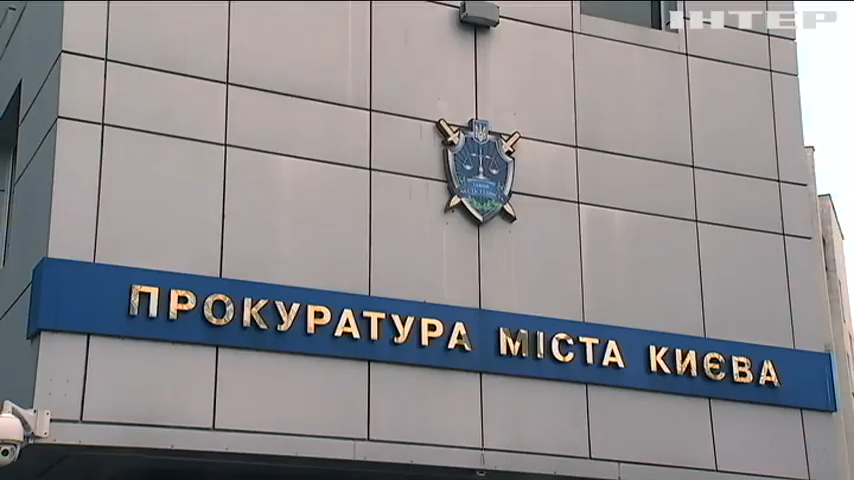 ІНТЕР
ПРОКУРАТУРА МІСТА КИЄВА